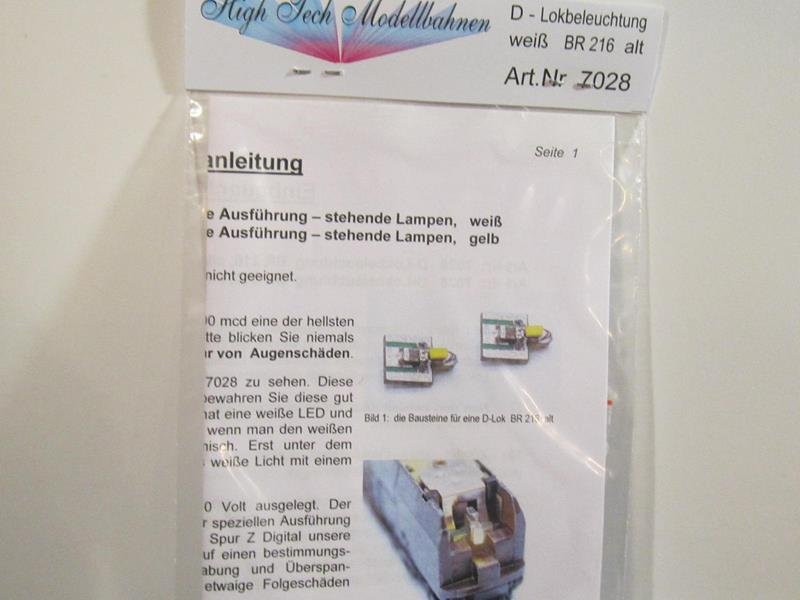 High Tech Modellbahnen
D - Lokbeleuchtung
weiß BR 216 alt
Art.Nr 7028
anleitung
Seite 1
e Ausführung – stehende Lampen, weiß
e Ausführung – stehende Lampen, gelb
nicht geeignet.
00 mcd eine der hellsten
tte blicken Sie niemals
r von Augenschäden.
7028 zu sehen. Diese
bewahren Sie diese gut
hat eine weiße LED und
wenn man den weißen
nisch. Erst unter dem
weiße Licht mit einem
Bild 1: die Bausteine für eine D-Lok BR 216 alt
0 Volt ausgelegt. Der
r speziellen Ausführung
Spur Z Digital unsere
uf einen bestimmungs-
abung und Überspan-
etwaige Folgeschäden